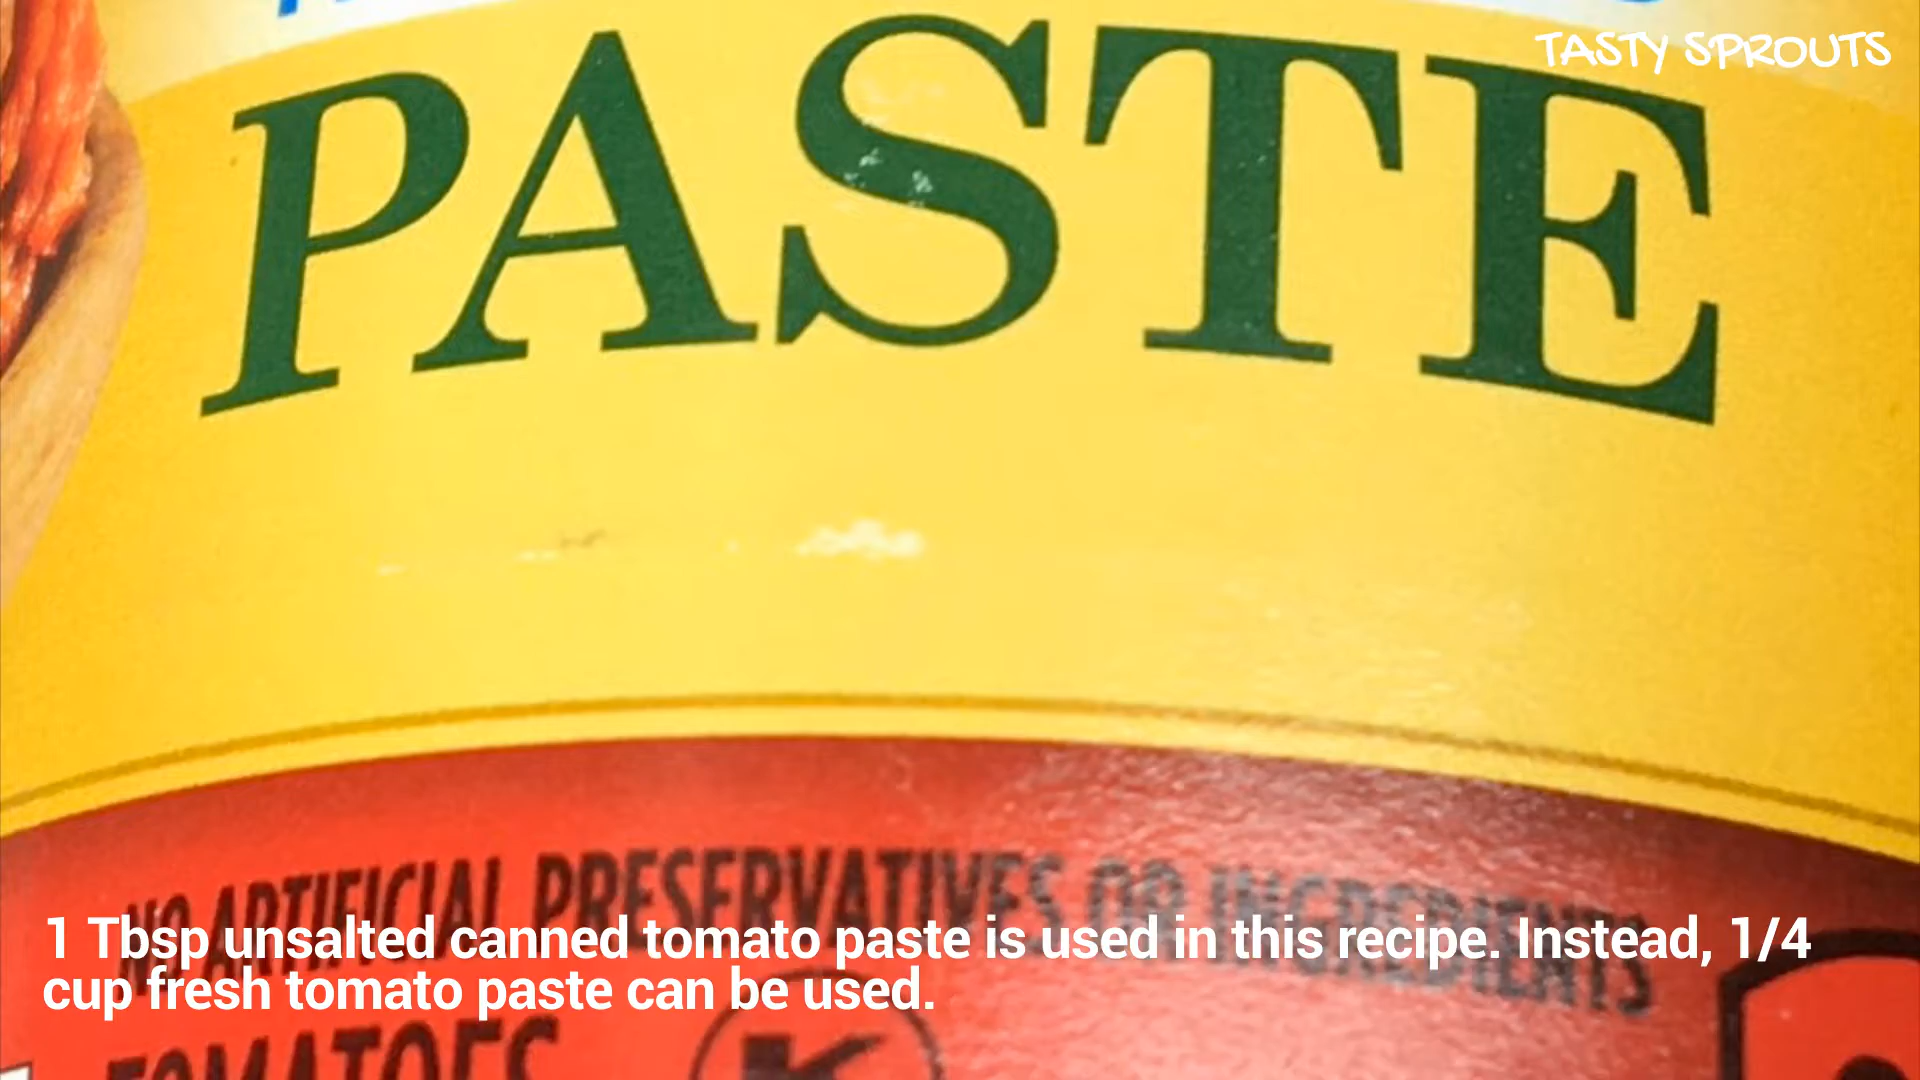 TASTY SPROUTS
PASTE
NO ARTIFICIAL PRESERVATIVES OR INGREDIENTS
1 Tbsp unsalted canned tomato paste is used in this recipe. Instead, 1/4
cup fresh tomato paste can be used.
TOMATOES
K